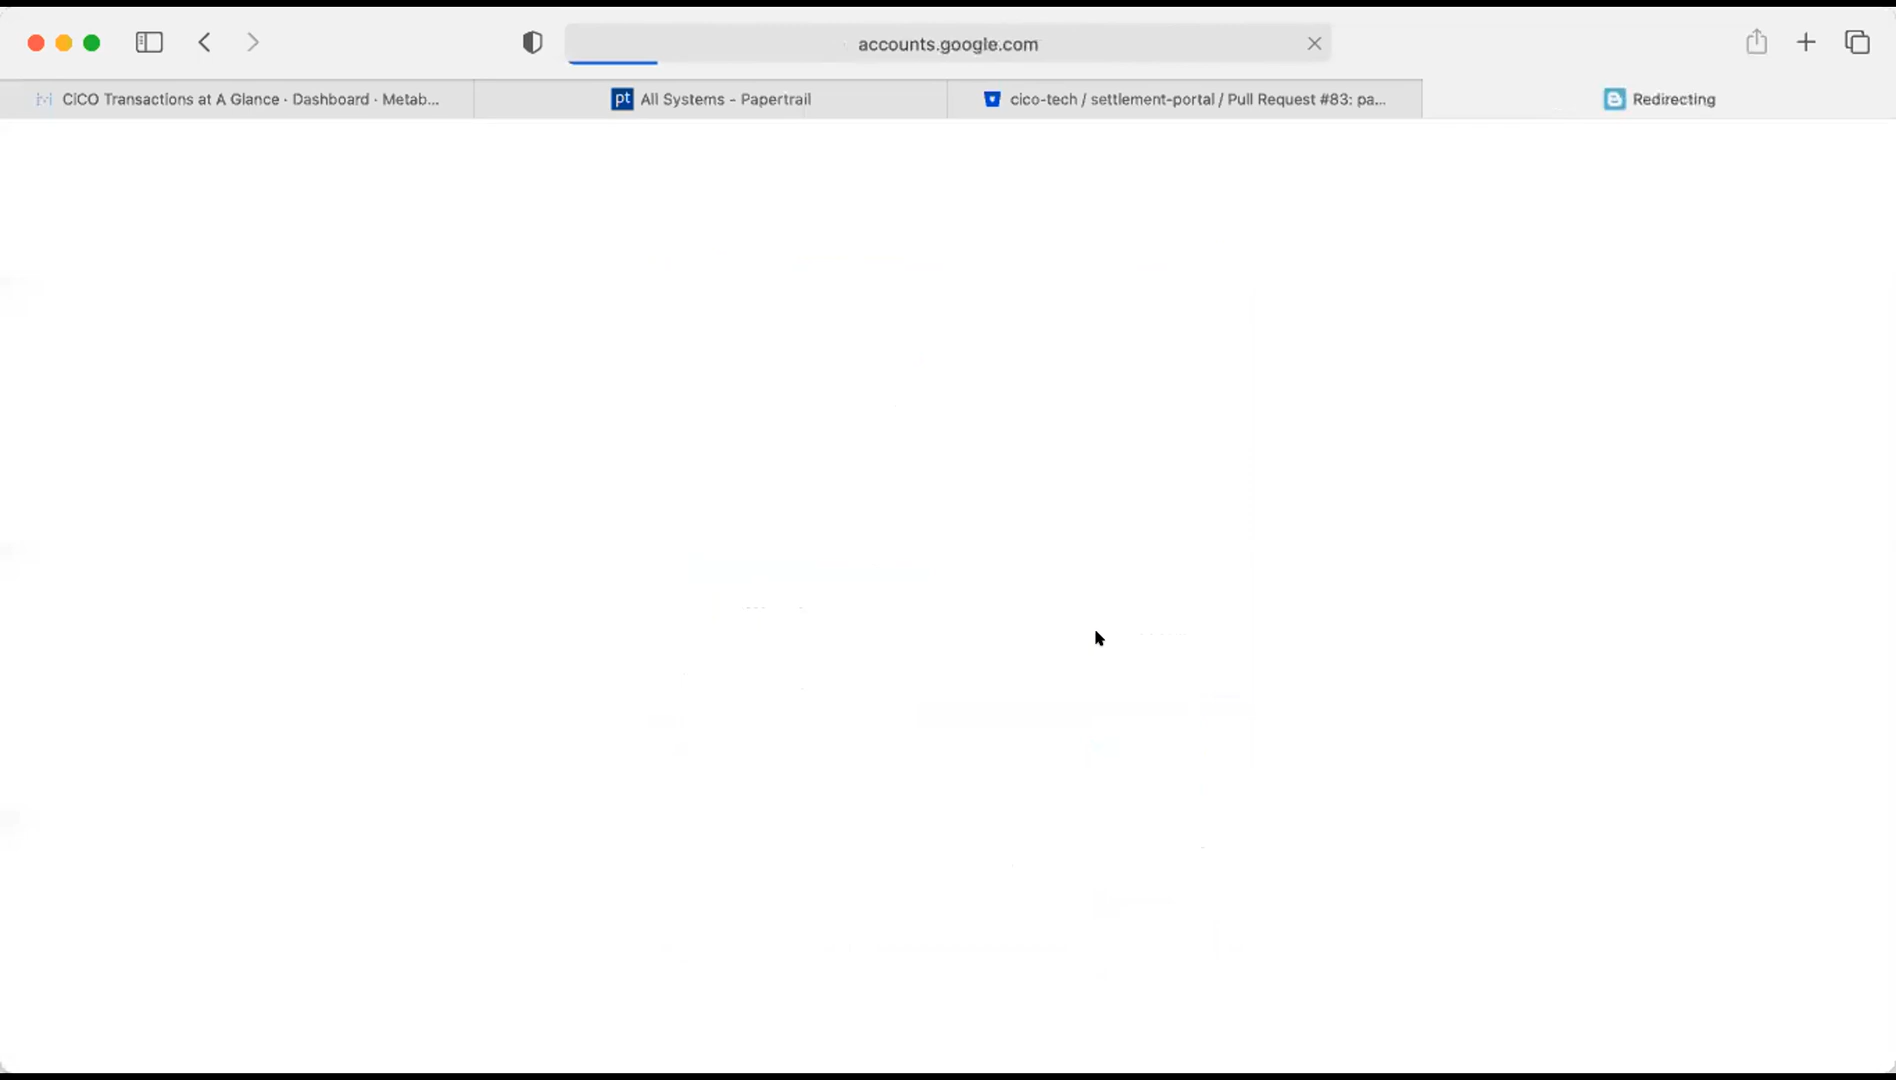 accounts.google.com
CiCO Transactions at A Glance · Dashboard · Metab...
pt All Systems – Papertrail
cico-tech / settlement-portal / Pull Request #83: pa...
Redirecting